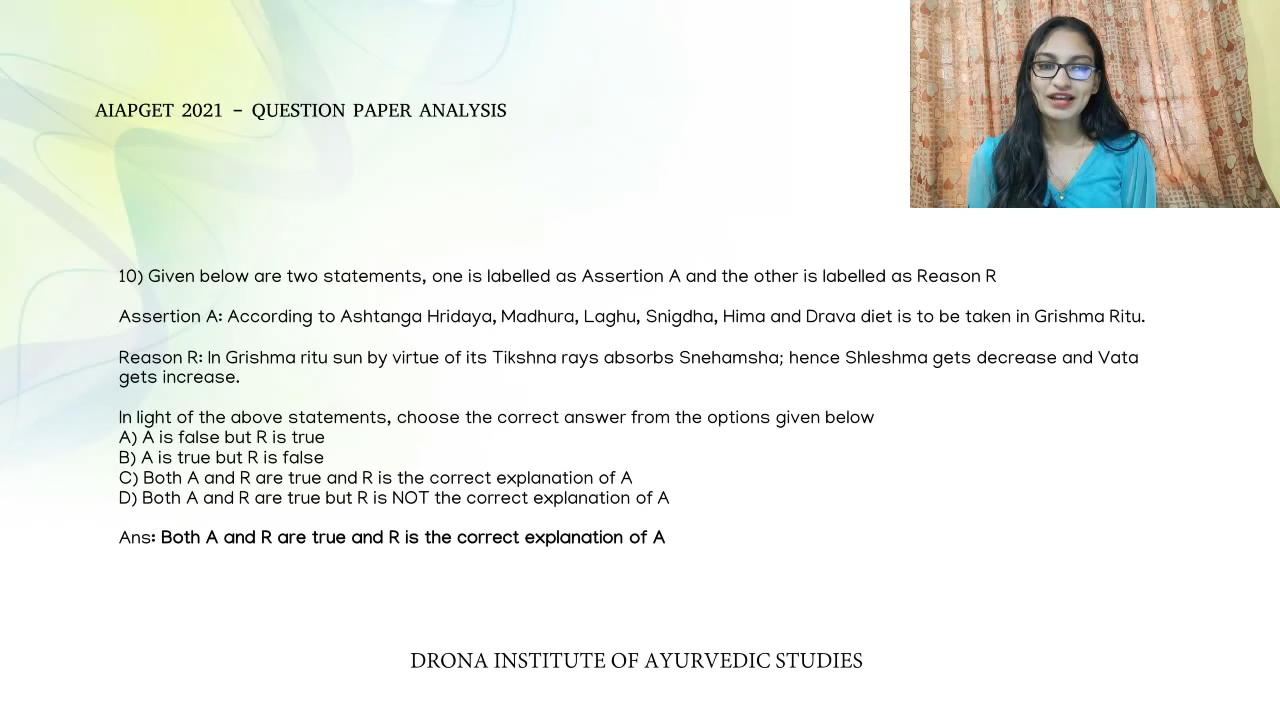 AIAPGET 2021 - QUESTION PAPER ANALYSIS
10) Given below are two statements, one is labelled as Assertion A and the other is labelled as Reason R
Assertion A: According to Ashtanga Hridaya, Madhura, Laghu, Snigdha, Hima and Drava diet is to be taken in Grishma Ritu.
Reason R: In Grishma ritu sun by virtue of its Tikshna rays absorbs Snehamsha; hence Shleshma gets decrease and Vata
gets increase.
In light of the above statements, choose the correct answer from the options given below
A) A is false but R is true
B) A is true but R is false
C) Both A and R are true and R is the correct explanation of A
D) Both A and R are true but R is NOT the correct explanation of A
Ans: Both A and R are true and R is the correct explanation of A
DRONA INSTITUTE OF AYURVEDIC STUDIES